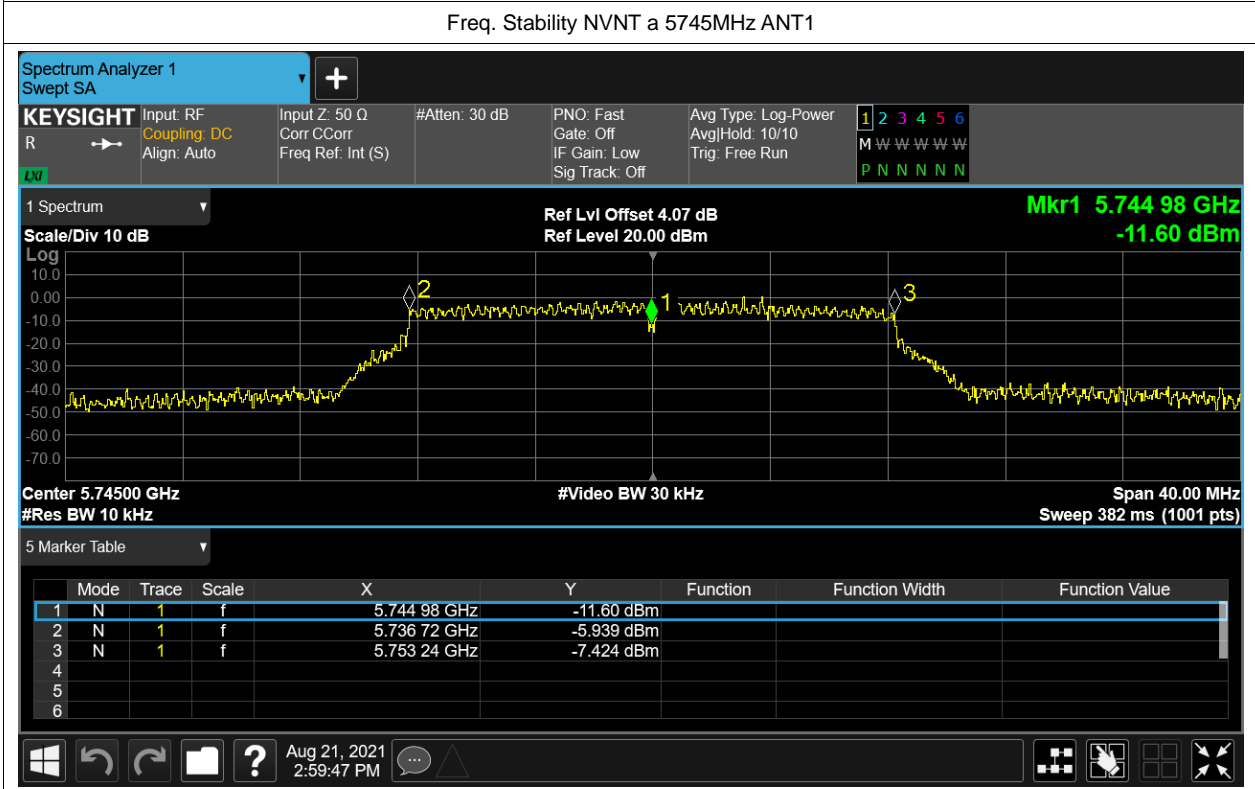 Freq. Stability NVNT a 5745MHz ANT1
Spectrum Analyzer 1
Swept SA
KEYSIGHT
R
LXI
Input: RF
Coupling: DC
Align: Auto
Input Z: 50 Ω
Corr CCorr
Freq Ref: Int (S)
#Atten: 30 dB
PNO: Fast
Gate: Off
IF Gain: Low
Sig Track: Off
Avg Type: Log-Power
Avg|Hold: 10/10
Trig: Free Run
1 2 3 4 5 6
M W W W W W
P N N N N N
1 Spectrum
Scale/Div 10 dB
Ref Lvl Offset 4.07 dB
Ref Level 20.00 dBm
Mkr1 5.744 98 GHz
-11.60 dBm
Log
10.0
0.00
-10.0
-20.0
-30.0
-40.0
-50.0
-60.0
-70.0
2
1
3
Center 5.74500 GHz
#Video BW 30 kHz
Span 40.00 MHz
#Res BW 10 kHz
Sweep 382 ms (1001 pts)
5 Marker Table
Mode Trace Scale X Y Function Function Width Function Value
1 N 1 f 5.744 98 GHz -11.60 dBm
2 N 1 f 5.736 72 GHz -5.939 dBm
3 N 1 f 5.753 24 GHz -7.424 dBm
4
5
6
?
Aug 21, 2021
2:59:47 PM